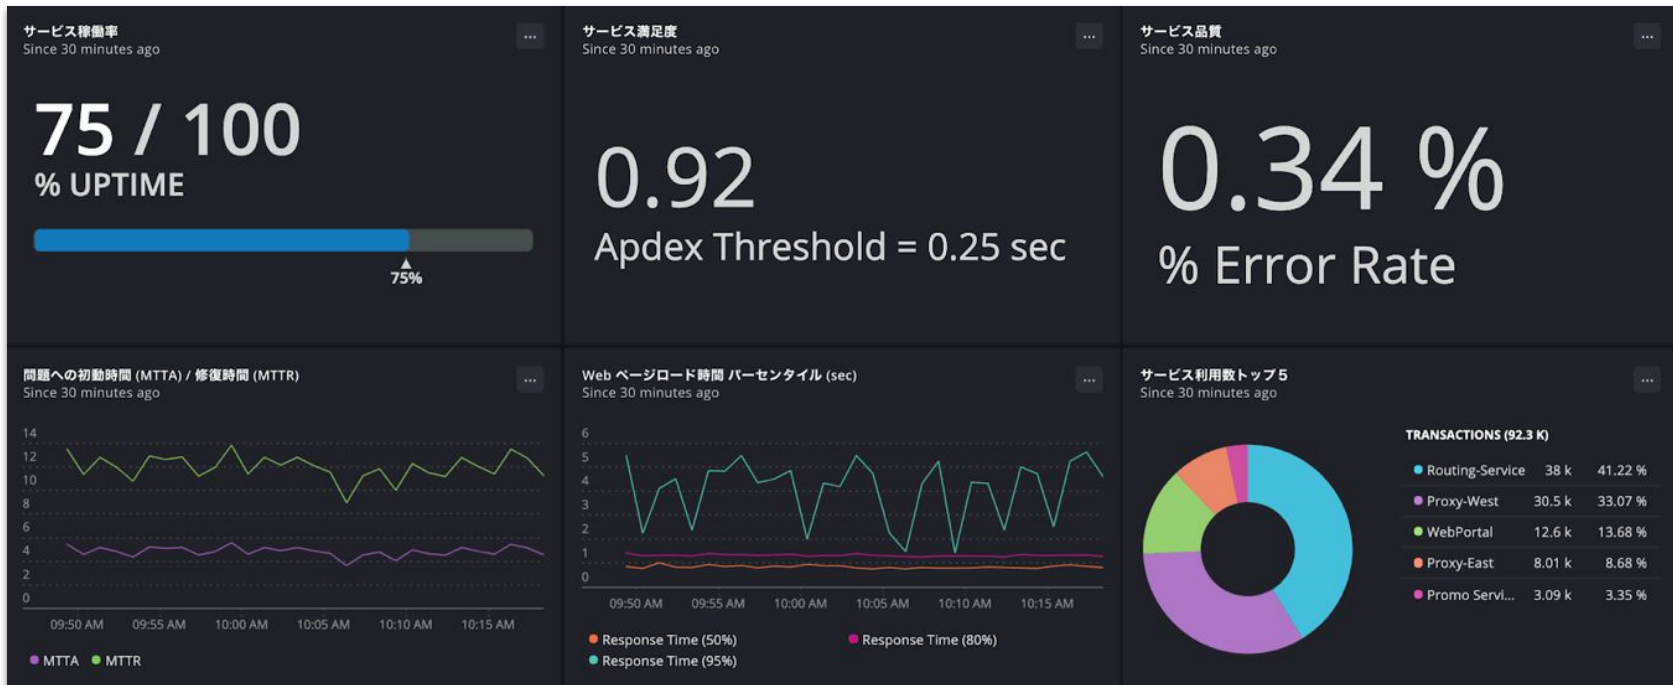 サービス稼働率
Since 30 minutes ago
...
75 / 100
% UPTIME
75%
サービス満足度
Since 30 minutes ago
...
0.92
Apdex Threshold = 0.25 sec
サービス品質
Since 30 minutes ago
...
0.34 %
% Error Rate
問題への初動時間 (MTTA) / 修復時間 (MTTR)
Since 30 minutes ago
...
14
12
10
8
6
4
2
0
09:50 AM 09:55 AM 10:00 AM 10:05 AM 10:10 AM 10:15 AM
MTTA MTTR
Web ページロード時間 パーセンタイル (sec)
Since 30 minutes ago
...
6
5
4
3
2
1
0
09:50 AM 09:55 AM 10:00 AM 10:05 AM 10:10 AM 10:15 AM
Response Time (50%) Response Time (80%)
Response Time (95%)
サービス利用数トップ５
Since 30 minutes ago
...
TRANSACTIONS (92.3 K)
Routing-Service 38 k 41.22 %
Proxy-West 30.5 k 33.07 %
WebPortal 12.6 k 13.68 %
Proxy-East 8.01 k 8.68 %
Promo Servi... 3.09 k 3.35 %